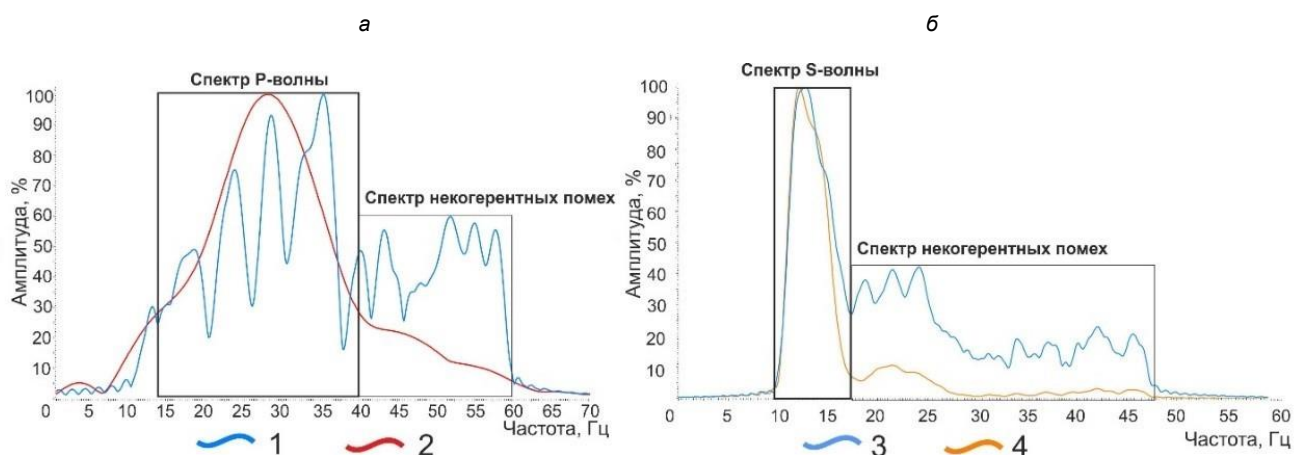 а
Спектр Р-волны
Спектр некогерентных помех
Амплитуда, %
100
90
80
70
60
50
40
30
20
10
0 5 10 15 20 25 30 35 40 45 50 55 60 65 70
Частота, Гц
1 2
б
Спектр S-волны
Спектр некогерентных помех
Амплитуда, %
100
90
80
70
60
50
40
30
20
10
0 5 10 15 20 25 30 35 40 45 50 55 60
Частота, Гц
3 4